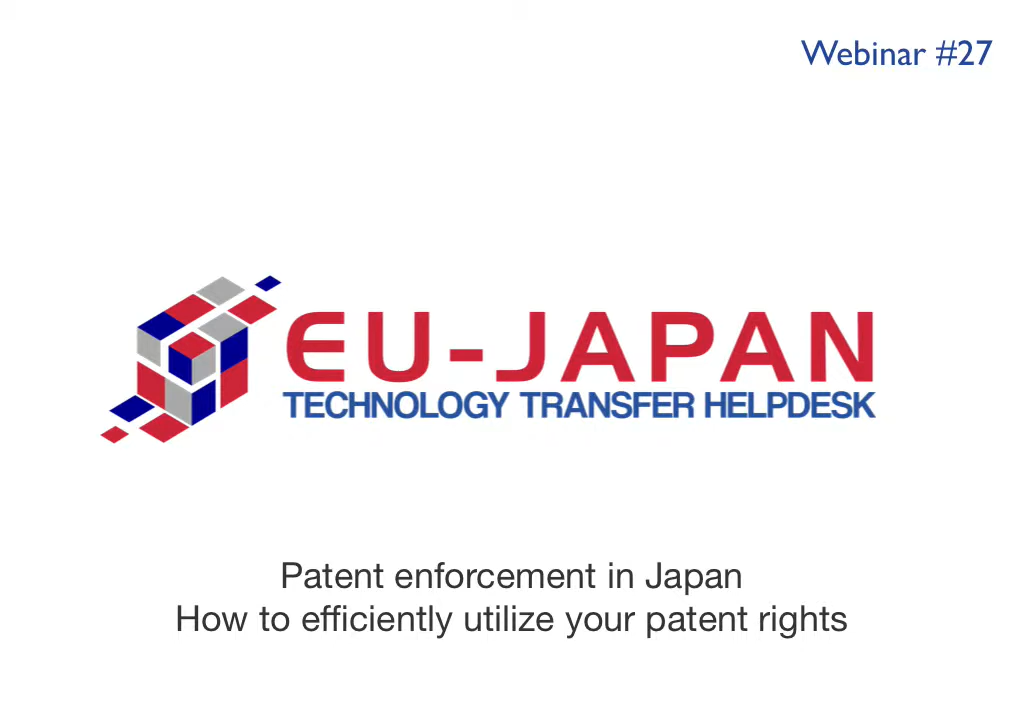 Webinar #27
EU-JAPAN
TECHNOLOGY TRANSFER HELPDESK
Patent enforcement in Japan
How to efficiently utilize your patent rights